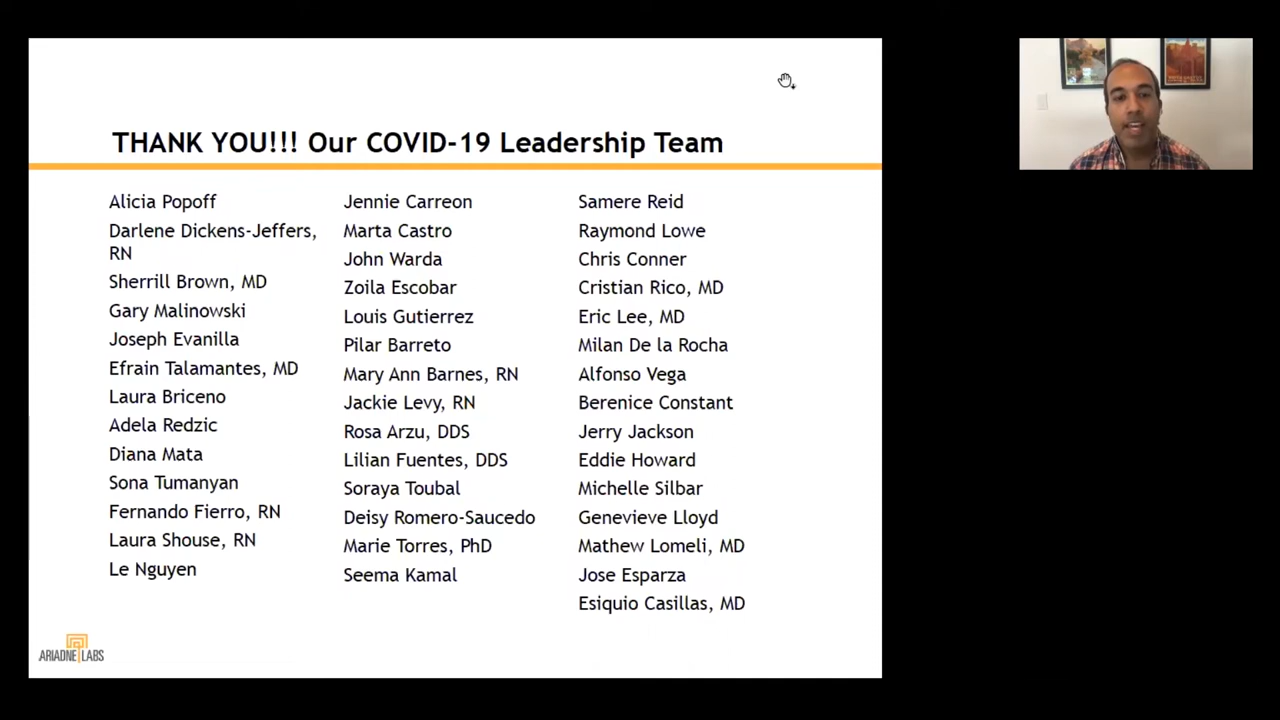 THANK YOU!!! Our COVID-19 Leadership Team
Alicia Popoff
Darlene Dickens-Jeffers,
RN
Sherrill Brown, MD
Gary Malinowski
Joseph Evanilla
Efrain Talamantes, MD
Laura Briceno
Adela Redzic
Diana Mata
Sona Tumanyan
Fernando Fierro, RN
Laura Shouse, RN
Le Nguyen
Jennie Carreon
Marta Castro
John Warda
Zoila Escobar
Louis Gutierrez
Pilar Barreto
Mary Ann Barnes, RN
Jackie Levy, RN
Rosa Arzu, DDS
Lilian Fuentes, DDS
Soraya Toubal
Deisy Romero-Saucedo
Marie Torres, PhD
Seema Kamal
Samere Reid
Raymond Lowe
Chris Conner
Cristian Rico, MD
Eric Lee, MD
Milan De la Rocha
Alfonso Vega
Berenice Constant
Jerry Jackson
Eddie Howard
Michelle Silbar
Genevieve Lloyd
Mathew Lomeli, MD
Jose Esparza
Esiquio Casillas, MD
ARIADNE LABS